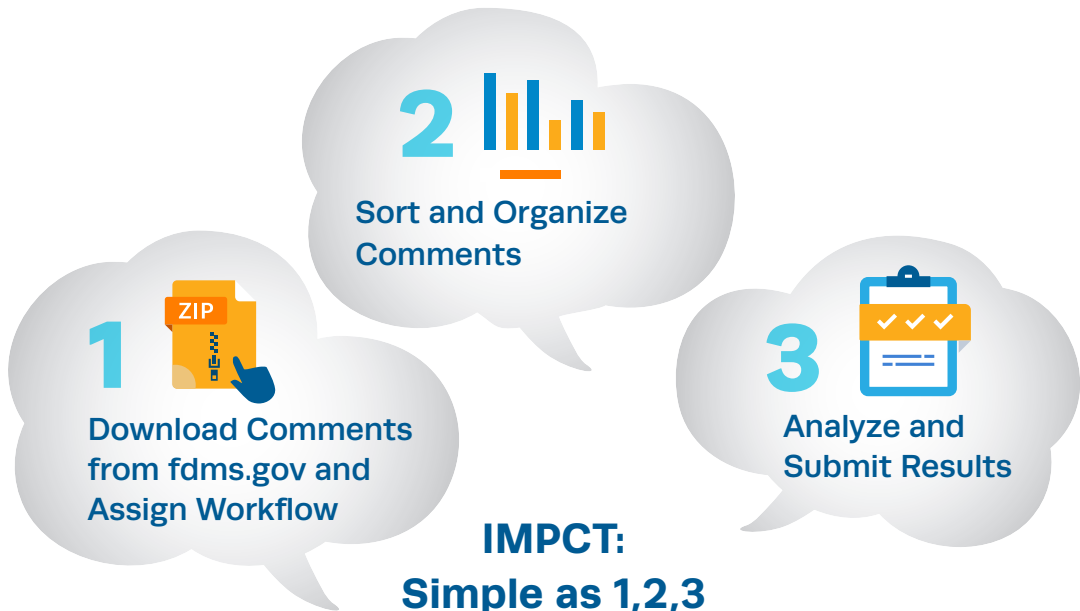 1
ZIP
Download Comments
from fdms.gov and
Assign Workflow
2
Sort and Organize
Comments
3
Analyze and
Submit Results
IMPCT:
Simple as 1,2,3